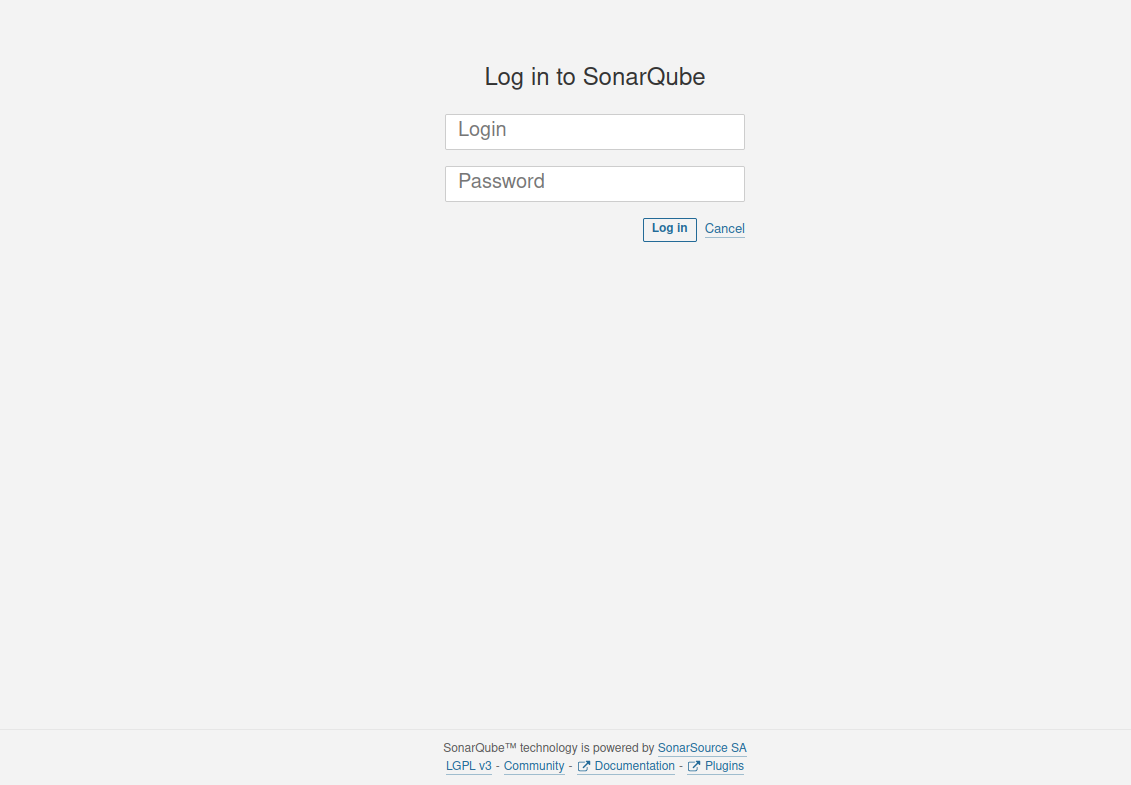 Log in to SonarQube
Login
Password
Log in Cancel
SonarQube™ technology is powered by SonarSource SA
LGPL v3 - Community - Documentation - Plugins